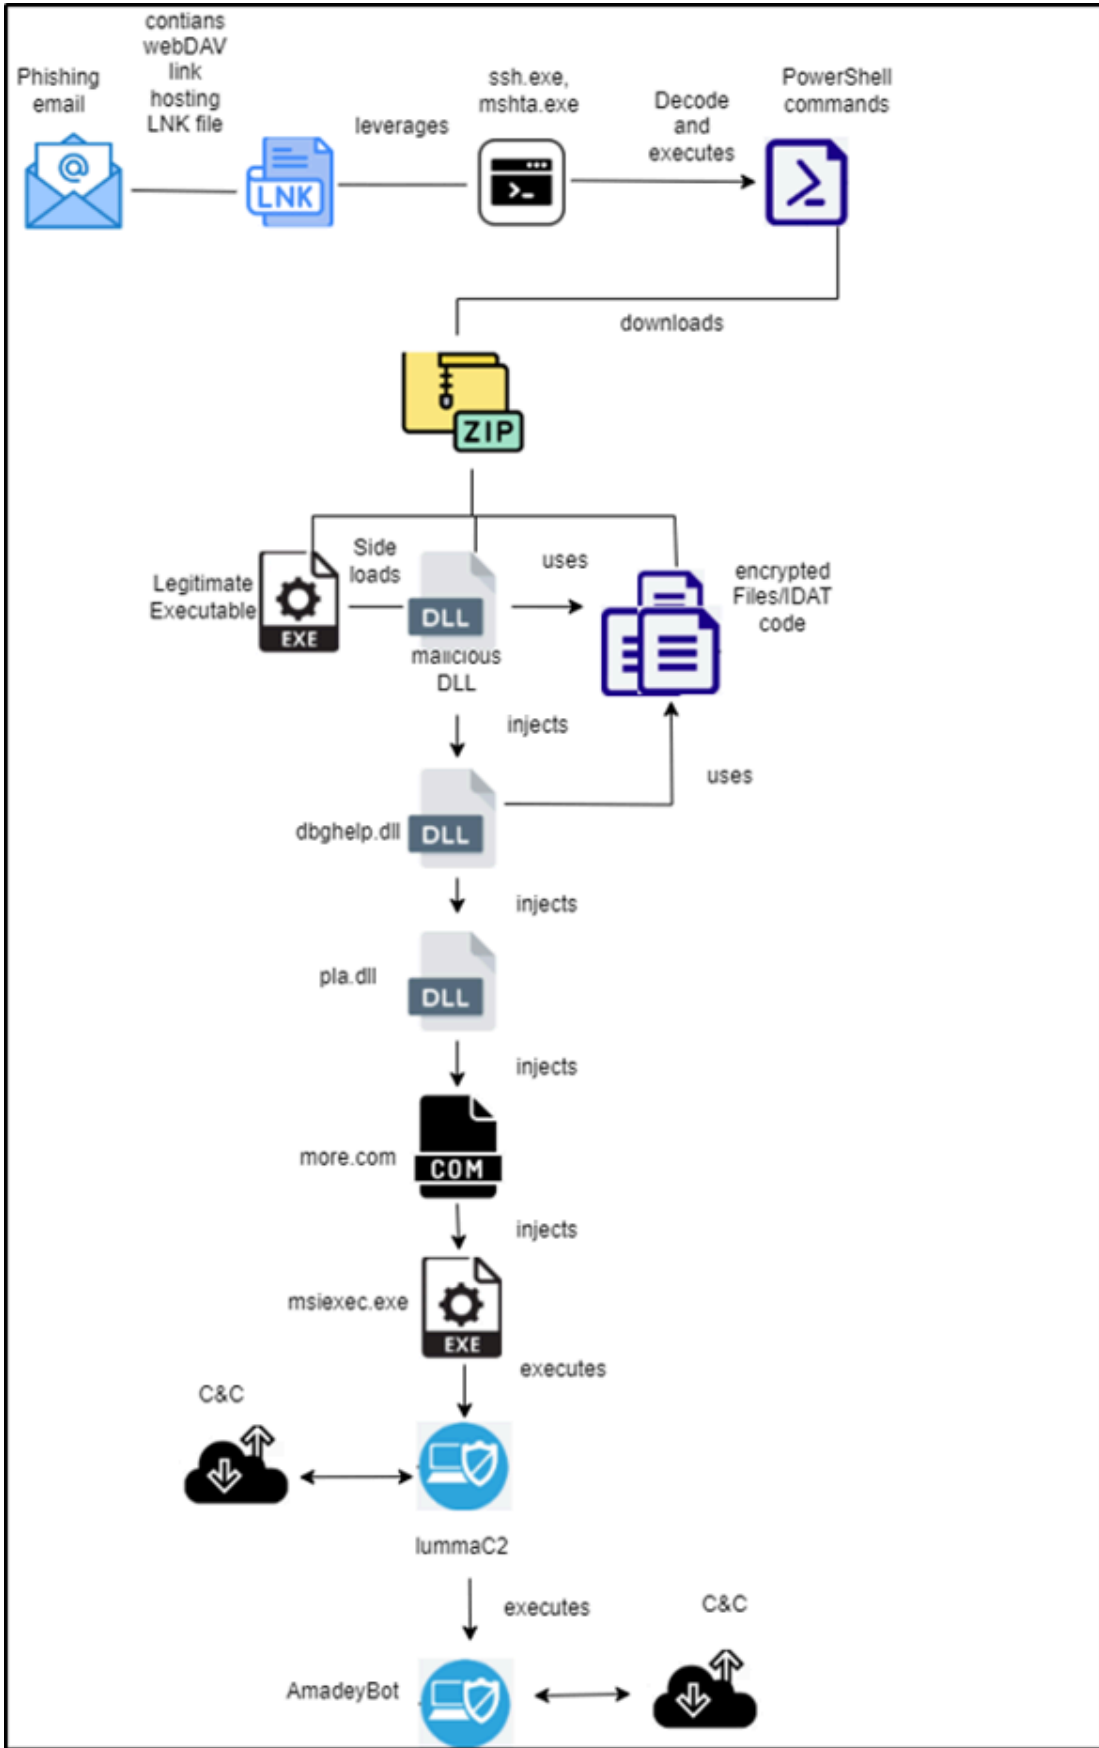 Phishing
email
contians
webDAV
link
hosting
LNK file
LNK
leverages
ssh.exe,
mshta.exe
Decode
and
executes
PowerShell
commands
downloads
ZIP
Legitimate
Executable
EXE
Side
loads
DLL
malicious
DLL
uses
encrypted
Files/IDAT
code
injects
uses
dbghelp.dll
DLL
injects
pla.dll
DLL
injects
more.com
COM
injects
msiexec.exe
EXE
executes
C&C
lummaC2
executes
C&C
AmadeyBot